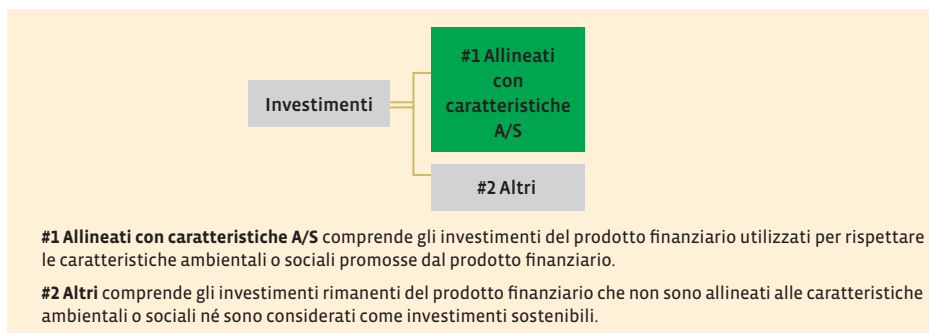 #1 Allineati
con
Investimenti
caratteristiche
A/S
#2 Altri
#1 Allineati con caratteristiche A/S comprende gli investimenti del prodotto finanziario utilizzati per rispettare
le caratteristiche ambientali o sociali promosse dal prodotto finanziario.
#2 Altri comprende gli investimenti rimanenti del prodotto finanziario che non sono allineati alle caratteristiche
ambientali o sociali né sono considerati come investimenti sostenibili.